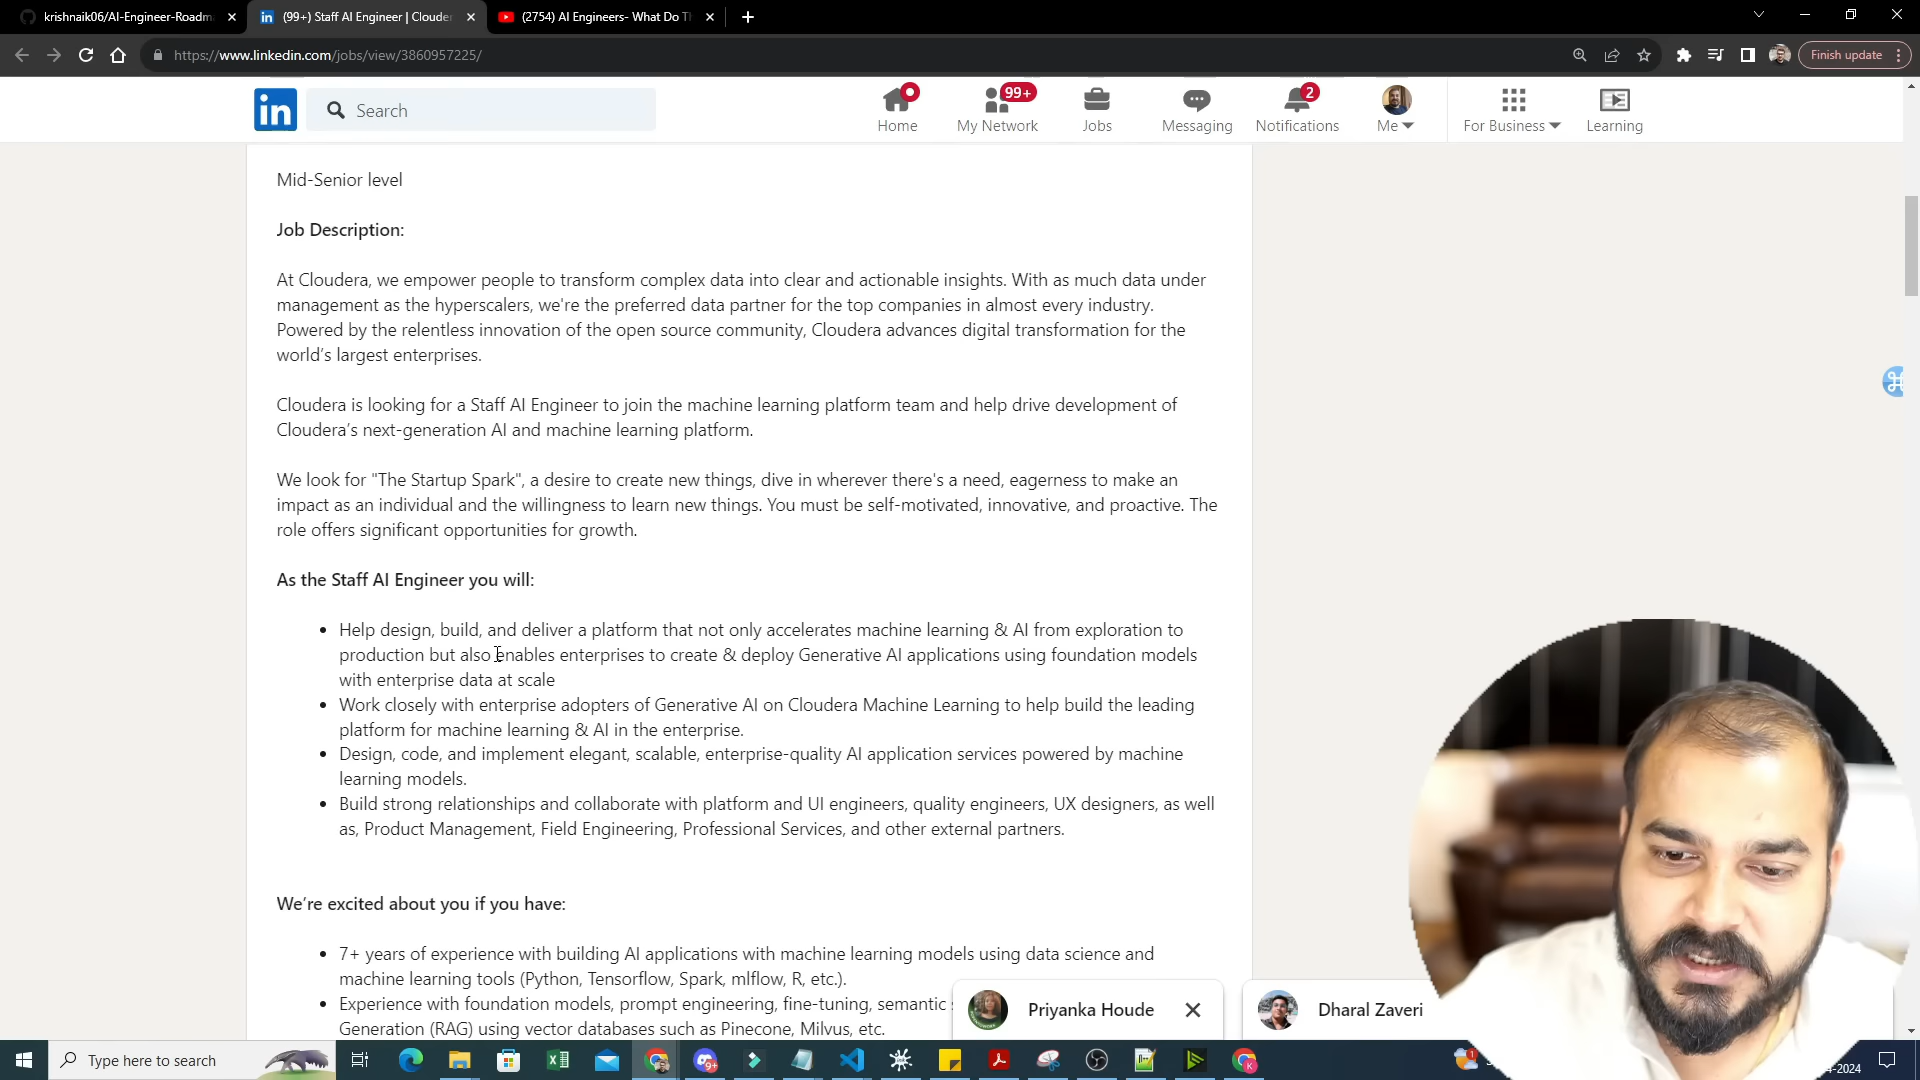 krishnaik06/AI-Engineer-Roadm
(99+) Staff AI Engineer | Clouder
(2754) AI Engineers- What Do Th
https://www.linkedin.com/jobs/view/3860957225/
Finish update
in
Search
Home
99+
My Network
Jobs
Messaging
2
Notifications
Me
For Business
Learning
Mid-Senior level
Job Description:
At Cloudera, we empower people to transform complex data into clear and actionable insights. With as much data under
management as the hyperscalers, we're the preferred data partner for the top companies in almost every industry.
Powered by the relentless innovation of the open source community, Cloudera advances digital transformation for the
world's largest enterprises.
Cloudera is looking for a Staff AI Engineer to join the machine learning platform team and help drive development of
Cloudera's next-generation AI and machine learning platform.
We look for "The Startup Spark", a desire to create new things, dive in wherever there's a need, eagerness to make an
impact as an individual and the willingness to learn new things. You must be self-motivated, innovative, and proactive. The
role offers significant opportunities for growth.
As the Staff AI Engineer you will:
• Help design, build, and deliver a platform that not only accelerates machine learning & AI from exploration to
production but also enables enterprises to create & deploy Generative AI applications using foundation models
with enterprise data at scale
• Work closely with enterprise adopters of Generative AI on Cloudera Machine Learning to help build the leading
platform for machine learning & AI in the enterprise.
• Design, code, and implement elegant, scalable, enterprise-quality AI application services powered by machine
learning models.
• Build strong relationships and collaborate with platform and UI engineers, quality engineers, UX designers, as well
as, Product Management, Field Engineering, Professional Services, and other external partners.
We're excited about you if you have:
• 7+ years of experience with building AI applications with machine learning models using data science and
machine learning tools (Python, Tensorflow, Spark, mlflow, R, etc.).
• Experience with foundation models, prompt engineering, fine-tuning, semantic
Generation (RAG) using vector databases such as Pinecone, Milvus, etc.
Priyanka Houde
Dharal Zaveri
Type here to search
9+
1
-2024